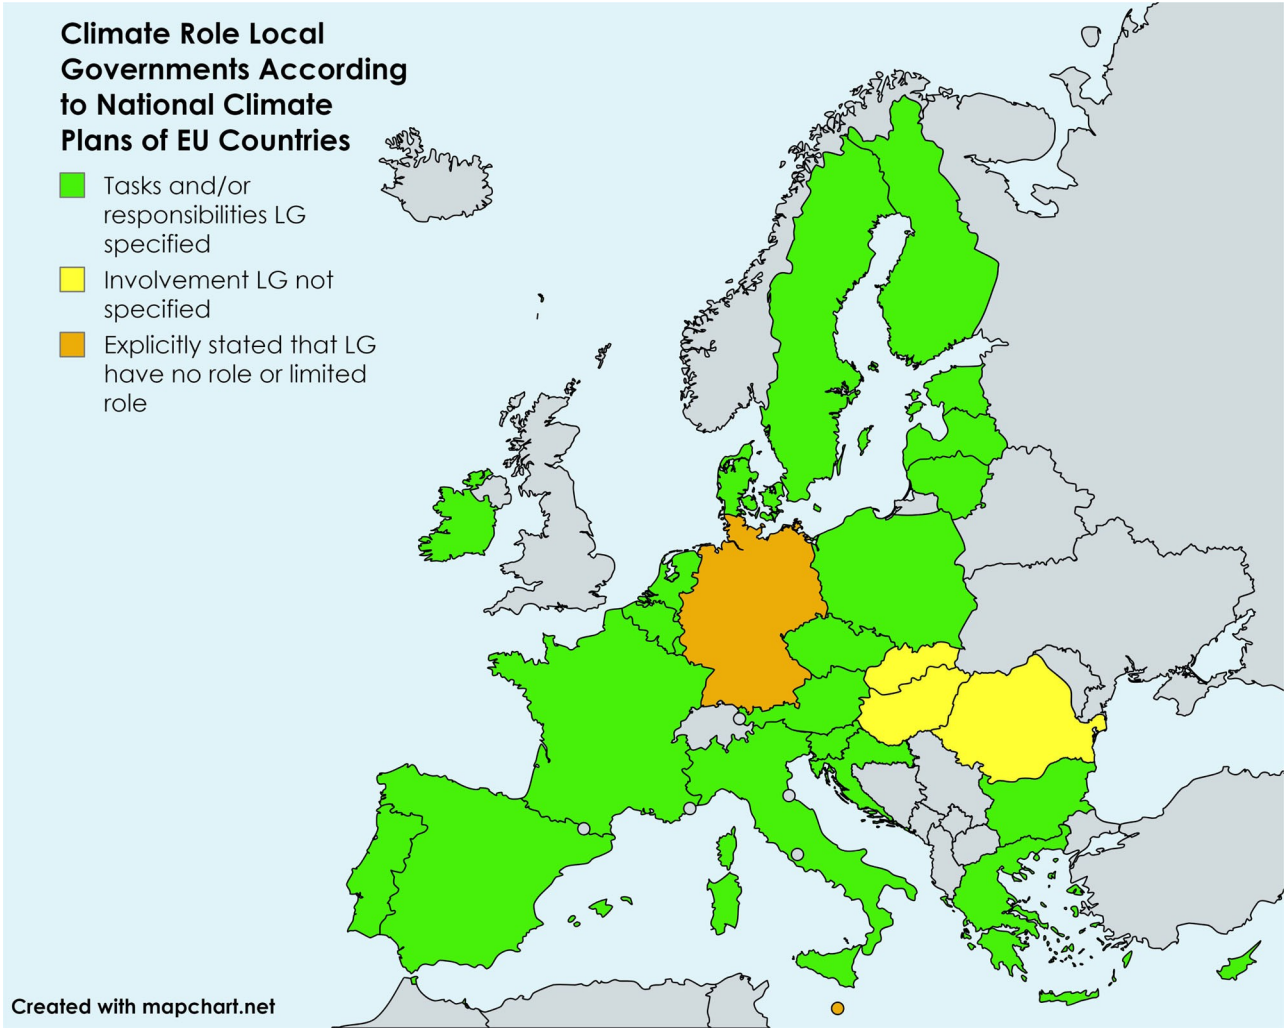 Climate Role Local
Governments According
to National Climate
Plans of EU Countries
Tasks and/or
responsibilities LG
specified
Involvement LG not
specified
Explicitly stated that LG
have no role or limited
role
Created with mapchart.net